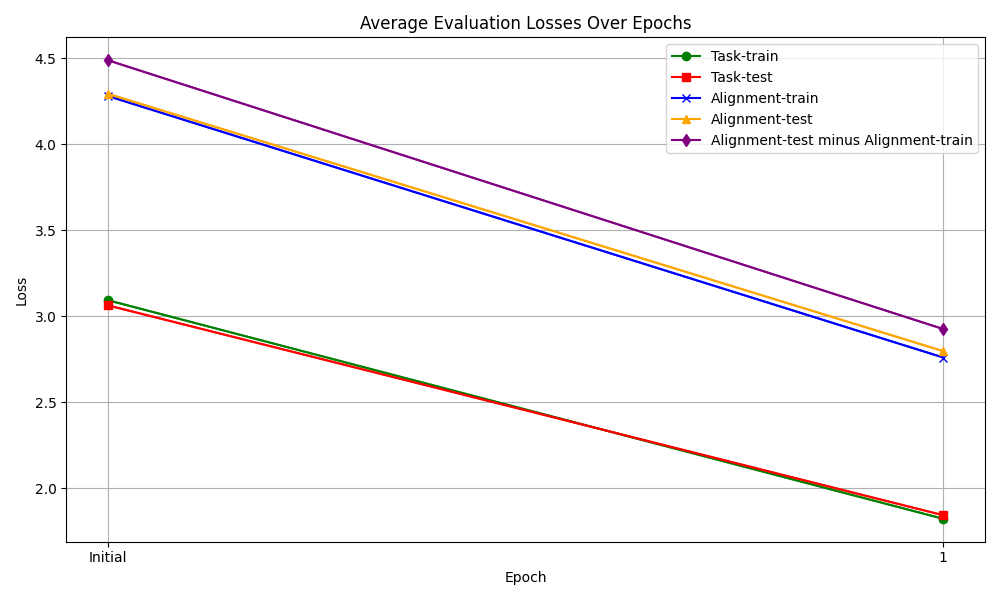 Average Evaluation Losses Over Epochs
Task-train
Task-test
Alignment-train
Alignment-test
Alignment-test minus Alignment-train
4.5
4.0
3.5
3.0
2.5
2.0
Loss
Initial
1
Epoch